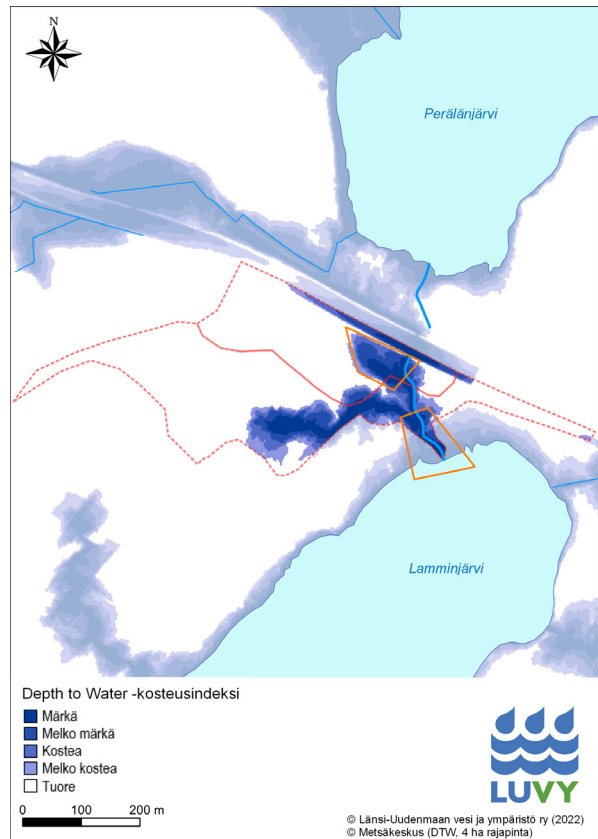 N
Perälänjärvi
Lamminjärvi
Depth to Water -kosteusindeksi
Märkä
Melko märkä
Kostea
Melko kostea
Tuore
0 100 200 m
LUVY
© Länsi-Uudenmaan vesi ja ympäristö ry (2022)
© Metsäkeskus (DTW, 4 ha rajapinta)